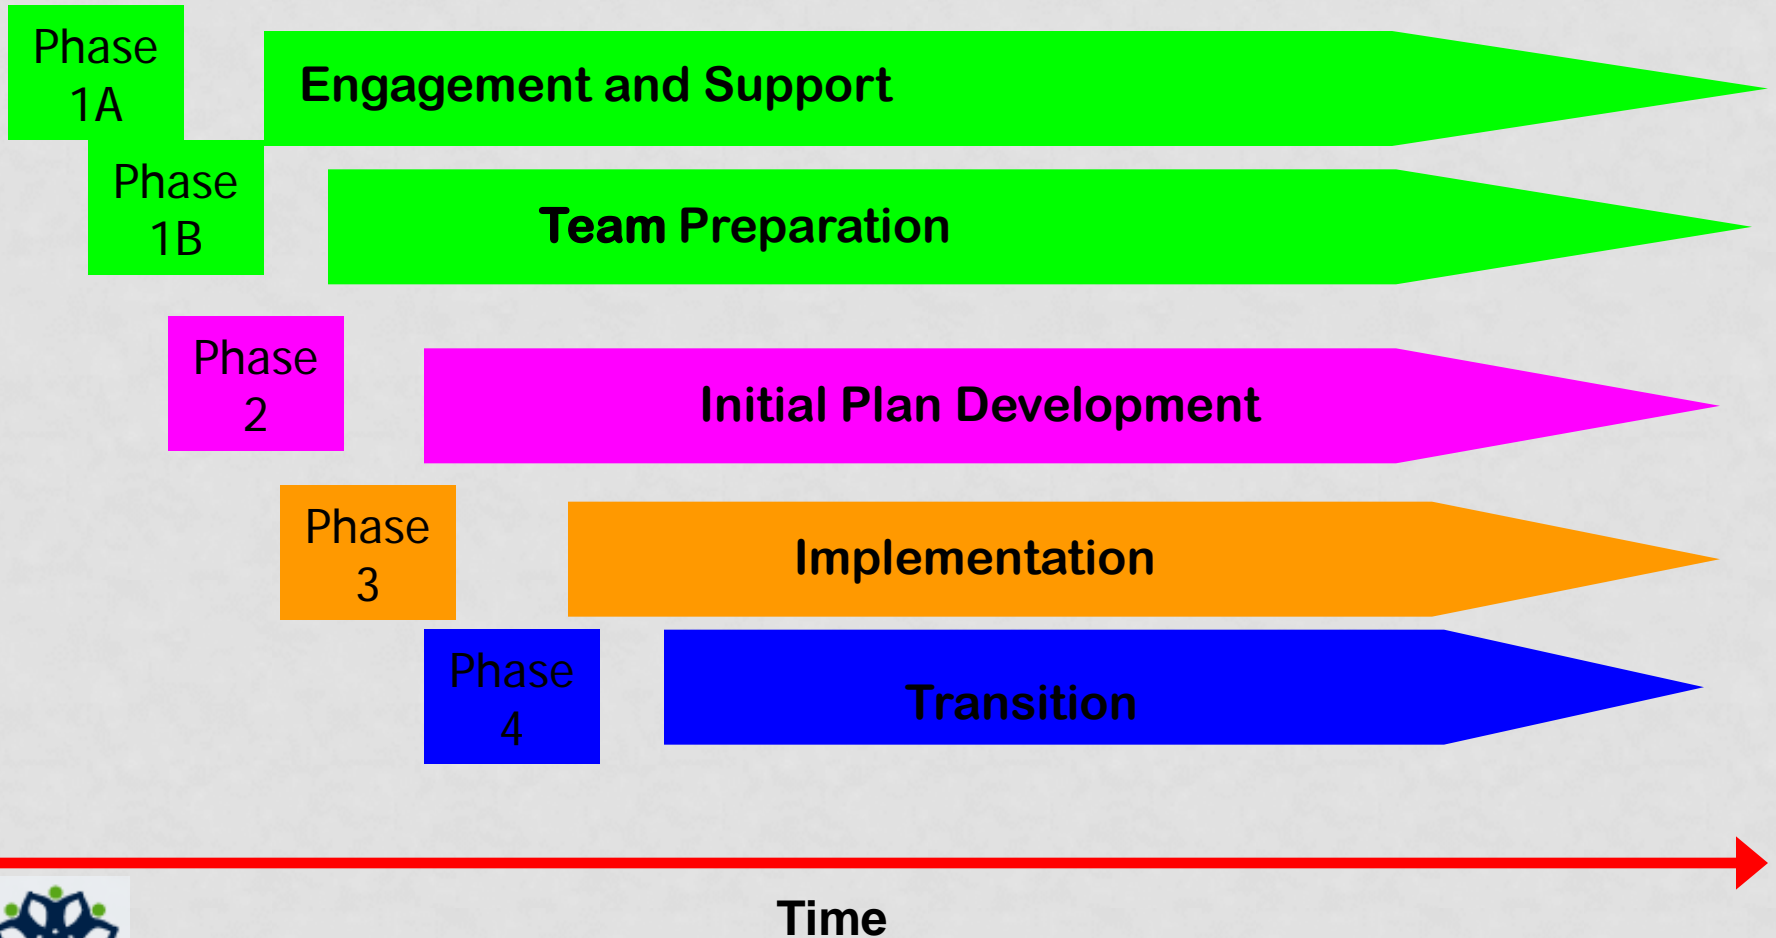 Phase
1A
Engagement and Support
Phase
1B
Team Preparation
Phase
2
Initial Plan Development
Phase
3
Implementation
Phase
4
Transition
Time